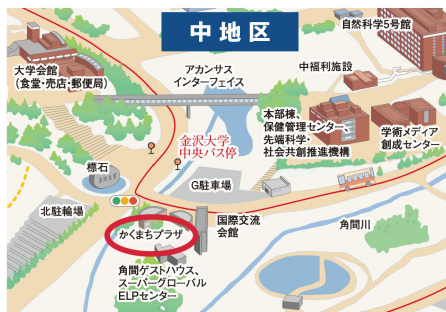 中地区
自然科学5号館
大学会館
(食堂・売店・郵便局)
アカンサス
インターフェイス
中福利施設
本部棟、
保健管理センター、
先端科学・
社会共創推進機構
学術メディア
創成センター
金沢大学
中央バス停
標石
G駐車場
北駐輪場
かくまちプラザ
国際交流
会館
角間川
角間ゲストハウス、
スーパーグローバル
ELPセンター